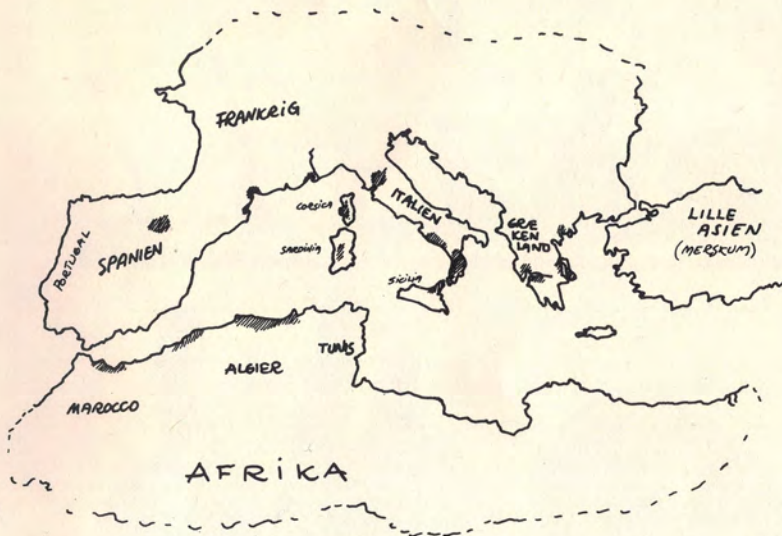 FRANKRIG
CORSICA
ITALIEN
PORTUGAL
SPANIEN
SARDINIA
GRÆ
KEN
LAND
LILLE
ASIEN
(MERSKUM)
SICILIA
TUNIS
ALGIER
MAROCCO
AFRIKA